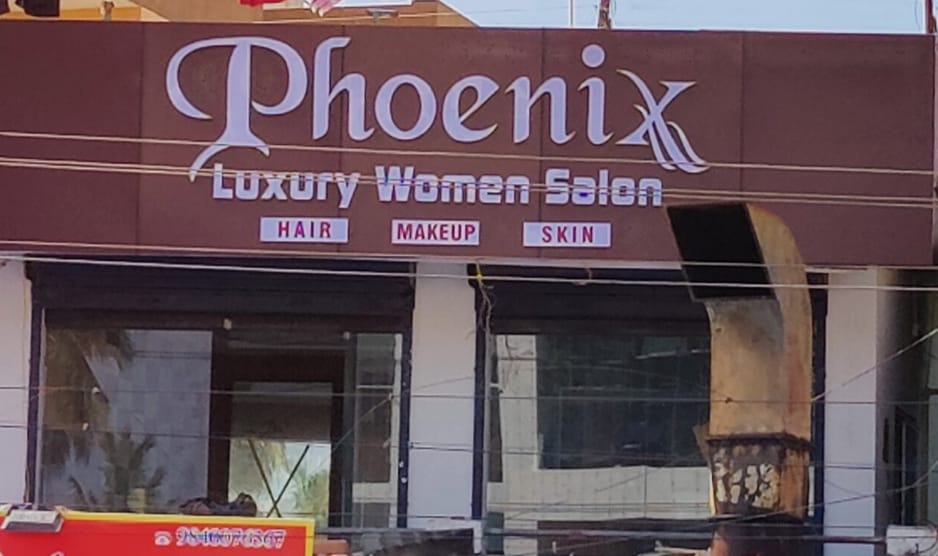 Phoenix
Luxury Women Salon
HAIR MAKEUP SKIN